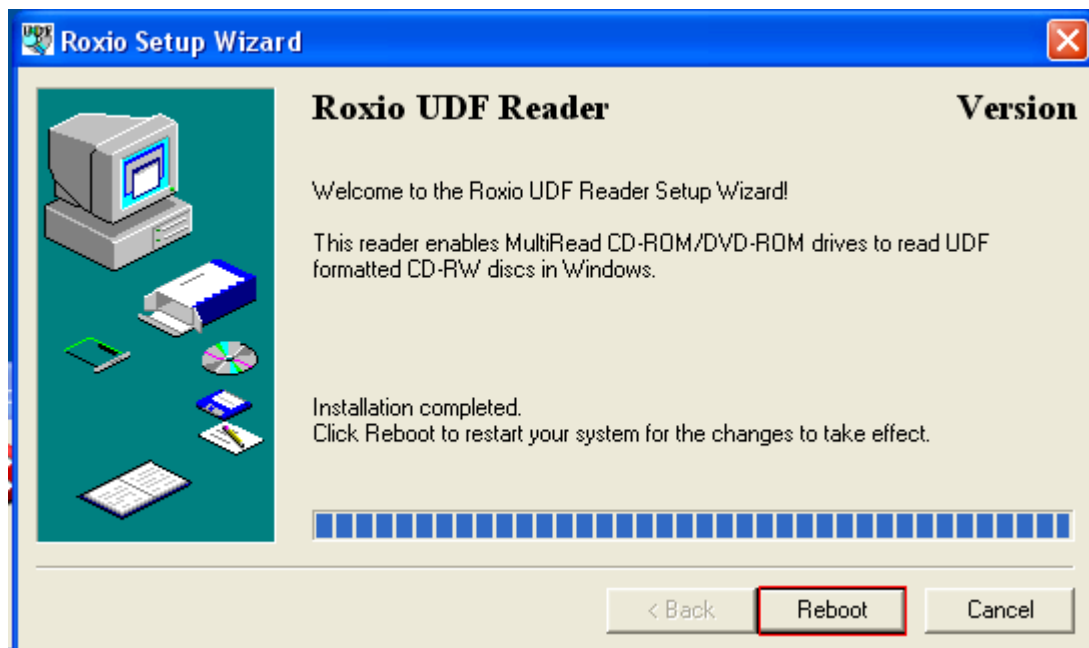 UDF
Roxio Setup Wizard
Roxio UDF Reader Version
Welcome to the Roxio UDF Reader Setup Wizard!
This reader enables MultiRead CD-ROM/DVD-ROM drives to read UDF
formatted CD-RW discs in Windows.
Installation completed.
Click Reboot to restart your system for the changes to take effect.
< Back Reboot Cancel